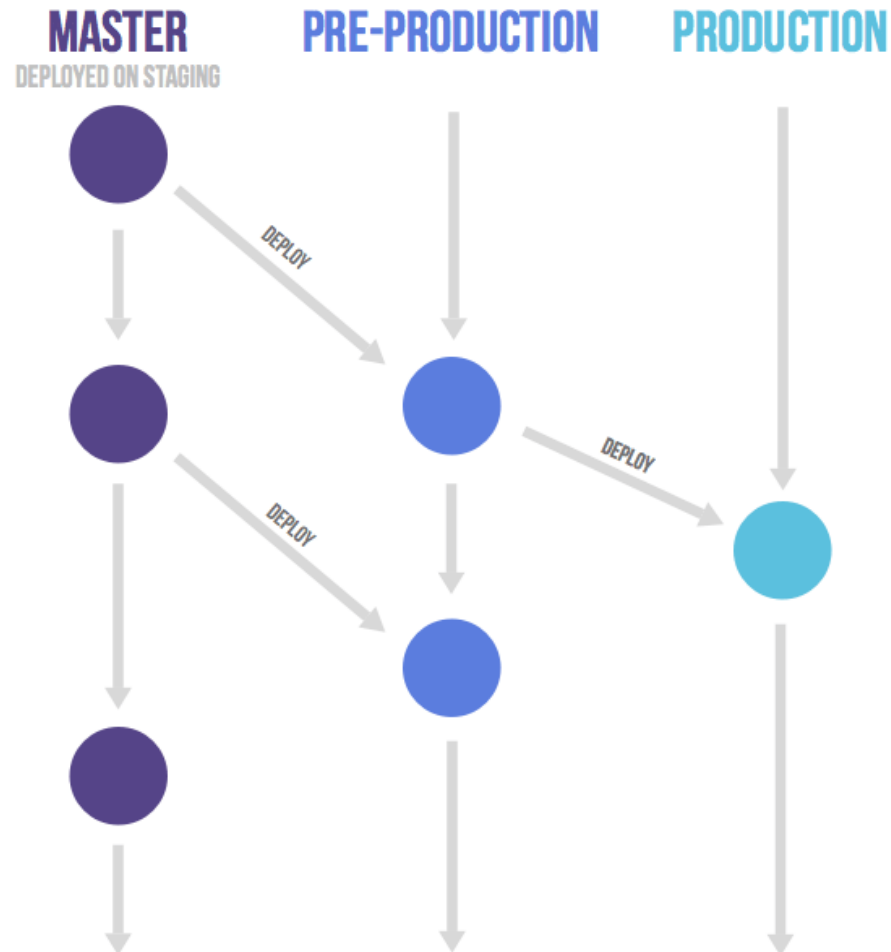 MASTER
DEPLOYED ON STAGING
PRE-PRODUCTION
PRODUCTION
DEPLOY
DEPLOY
DEPLOY